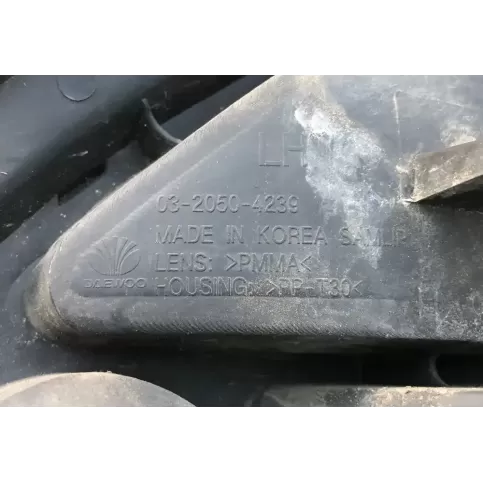 LH
03-2050-4239
MADE IN KOREA SAMLIP
LENS: >PMMA<
DAEWOO
HOUSING: >PP-T30<